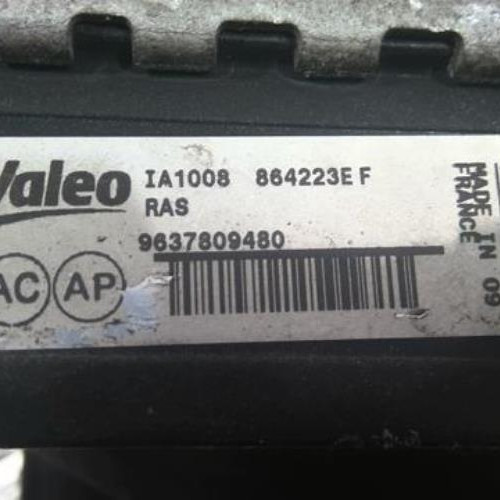 Valeo IA1008 864223E F
RAS
9637809480
AC AP
MADE IN
FRANCE
09